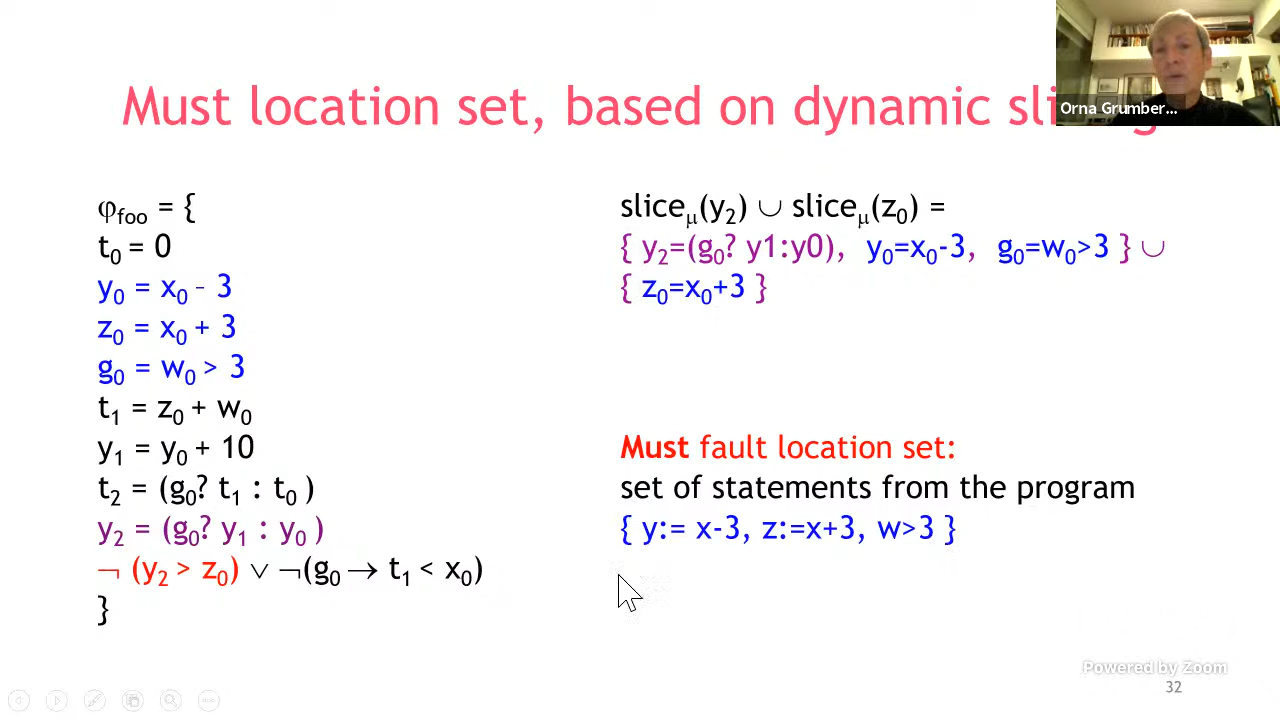 Must location set, based on dynamic sli g
Orna Grumber...
φfoo = {
t0 = 0
y0 = x0 – 3
z0 = x0 + 3
g0 = w0 > 3
t1 = z0 + w0
y1 = y0 + 10
t2 = (g0? t1 : t0 )
y2 = (g0? y1 : y0 )
¬ (y2 > z0) ∨ ¬(g0 → t1 < x0)
}
sliceμ(y2) ∪ sliceμ(z0) =
{ y2=(g0? y1:y0), y0=x0-3, g0=w0>3 } ∪
{ z0=x0+3 }
Must fault location set:
set of statements from the program
{ y:= x-3, z:=x+3, w>3 }
Powered by Zoom
32